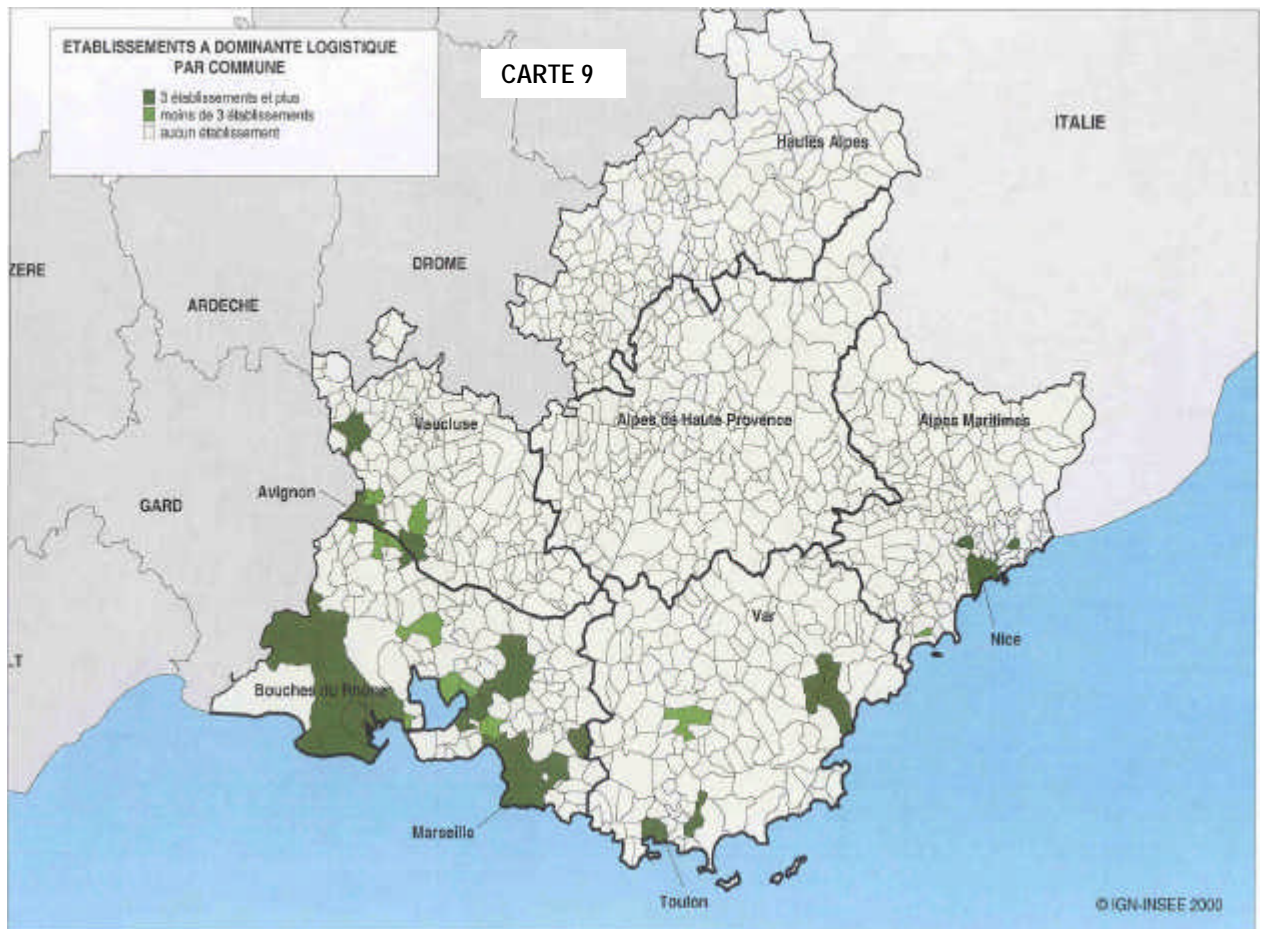 ETABLISSEMENTS A DOMINANTE LOGISTIQUE
PAR COMMUNE
3 établissements et plus
moins de 3 établissements
aucun établissement
CARTE 9
ITALIE
Hautes Alpes
DROME
ZERE
ARDECHE
Vaucluse
Alpes de Haute Provence
Alpes Maritimes
Avignon
GARD
Var
Nice
LT
Bouches du Rhône
Marseille
Toulon
© IGN-INSEE 2000